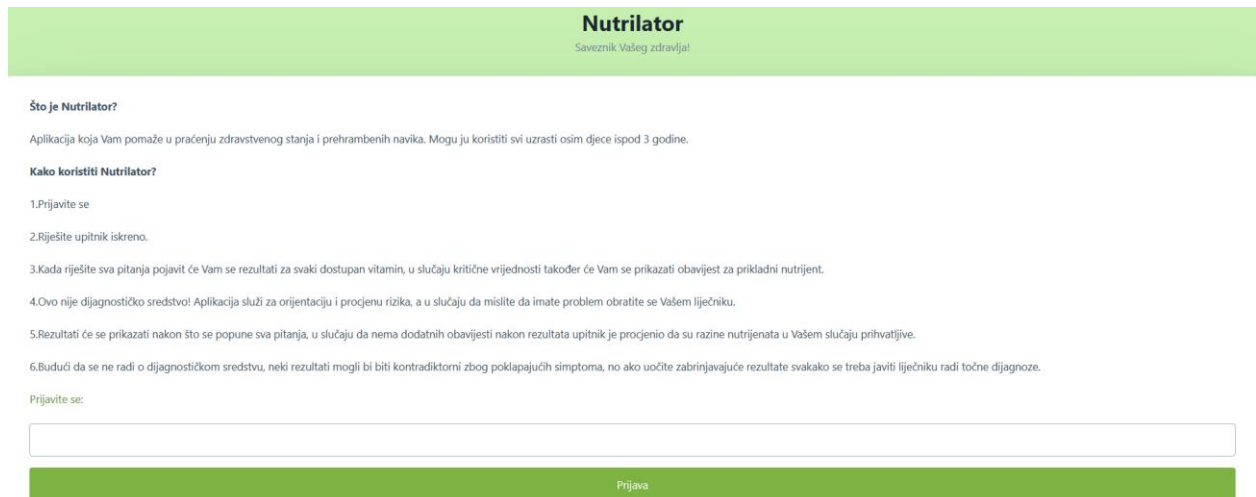 Nutrilator
Saveznik Vašeg zdravlja!
Što je Nutrilator?
Aplikacija koja Vam pomaže u praćenju zdravstvenog stanja i prehrambenih navika. Mogu ju koristiti svi uzrasti osim djece ispod 3 godine.
Kako koristiti Nutrilator?
1.Prijavite se
2.Riješite upitnik iskreno.
3.Kada riješite sva pitanja pojavit će Vam se rezultati za svaki dostupan vitamin, u slučaju kritične vrijednosti također će Vam se prikazati obavijest za prikladni nutrijent.
4.Ovo nije dijagnostičko sredstvo! Aplikacija služi za orijentaciju i procjenu rizika, a u slučaju da mislite da imate problem obratite se Vašem liječniku.
5.Rezultati će se prikazati nakon što se popune sva pitanja, u slučaju da nema dodatnih obavijesti nakon rezultata upitnik je procjenio da su razine nutrijenata u Vašem slučaju prihvatljive.
6.Budući da se ne radi o dijagnostičkom sredstvu, neki rezultati mogli bi biti kontradiktorni zbog poklapajućih simptoma, no ako uočite zabrinjavajuće rezultate svakako se treba javiti liječniku radi točne dijagnoze.
Prijavite se:
Prijava